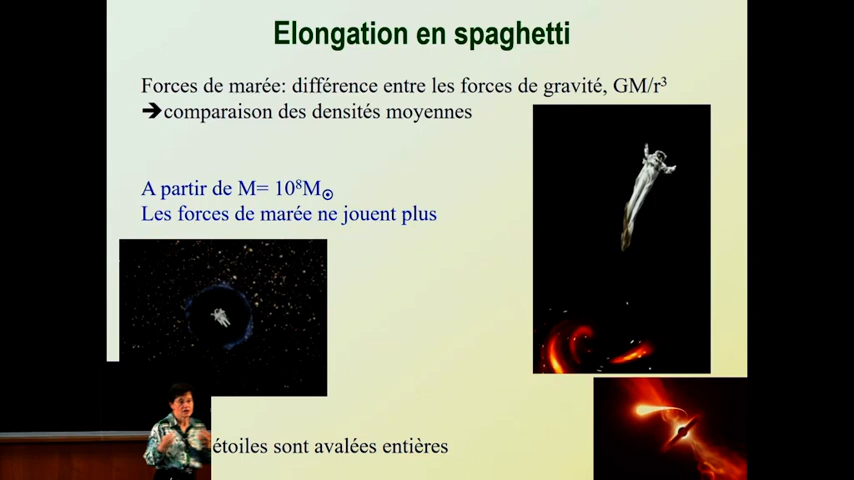 Elongation en spaghetti
Forces de marée: différence entre les forces de gravité, GM/r³
➔comparaison des densités moyennes
A partir de M= 10⁸M☉
Les forces de marée ne jouent plus
étoiles sont avalées entières